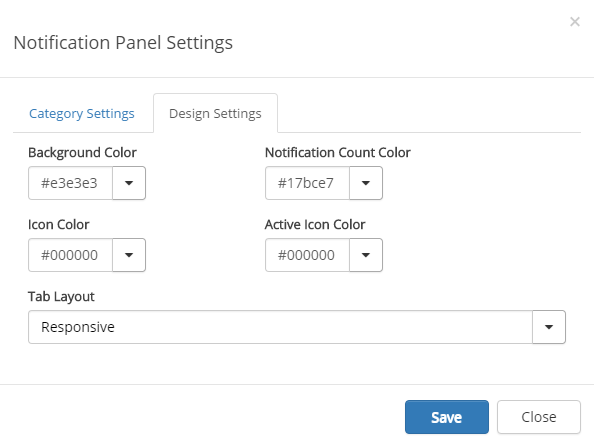 ×
Notification Panel Settings
Category Settings Design Settings
Background Color Notification Count Color
#e3e3e3 #17bce7
Icon Color Active Icon Color
#000000 #000000
Tab Layout
Responsive
Save Close